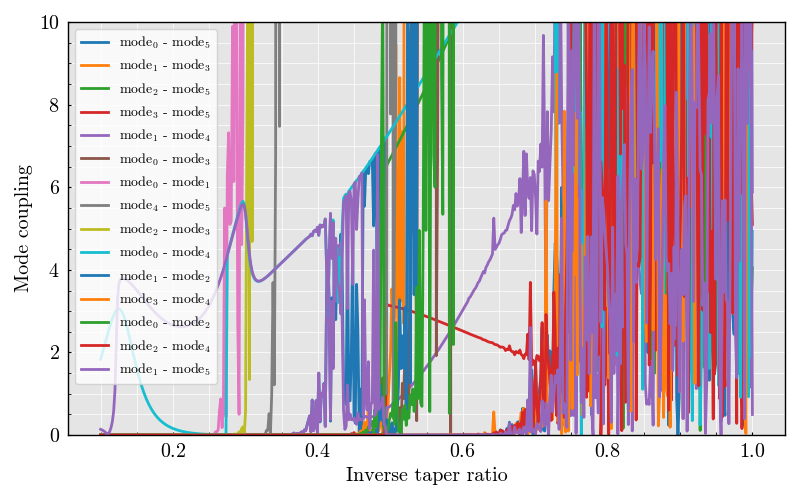 10
8
6
4
2
0
Mode coupling
mode₀ - mode₅
mode₁ - mode₃
mode₂ - mode₅
mode₃ - mode₅
mode₁ - mode₄
mode₀ - mode₃
mode₀ - mode₁
mode₄ - mode₅
mode₂ - mode₃
mode₀ - mode₄
mode₁ - mode₂
mode₃ - mode₄
mode₀ - mode₂
mode₂ - mode₄
mode₁ - mode₅
0.2 0.4 0.6 0.8 1.0
Inverse taper ratio